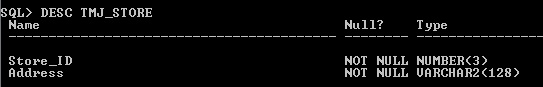 SQL> DESC TMJ_STORE
Name Null? Type
----------------------------------------- -------- ----------------
Store_ID NOT NULL NUMBER(3)
Address NOT NULL VARCHAR2(128)